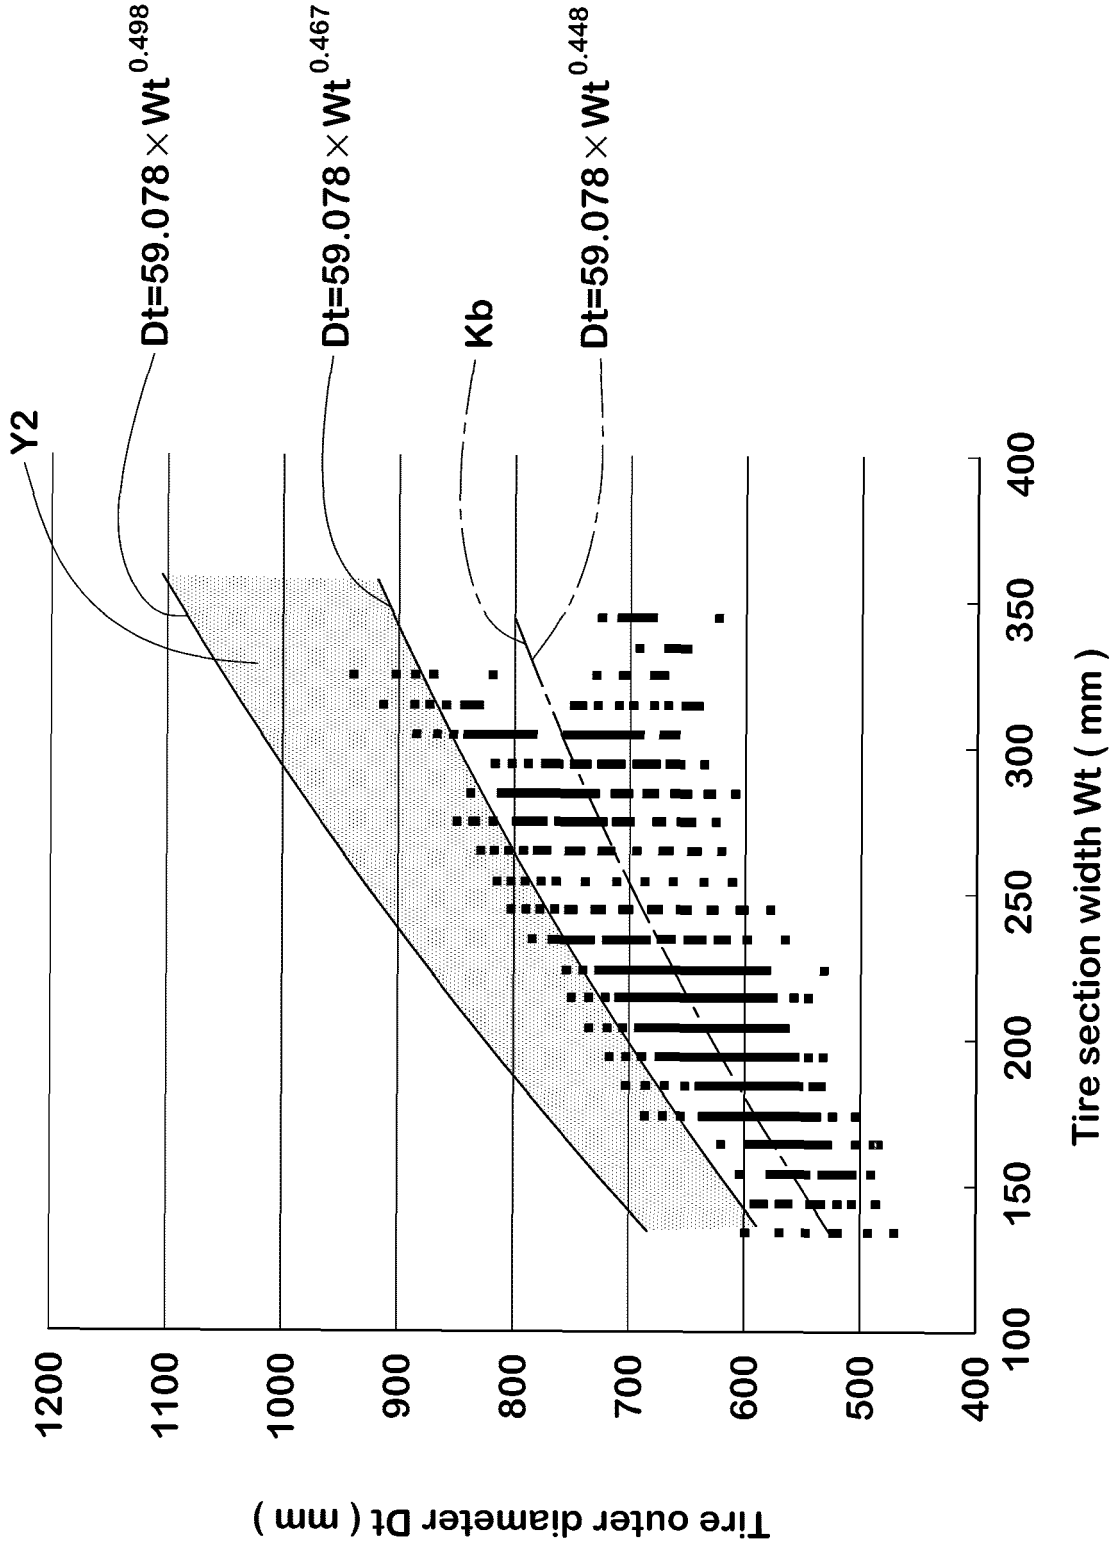 Y2
Dt=59.078×Wt^0.498
Dt=59.078×Wt^0.467
Kb
Dt=59.078×Wt^0.448
1200
1100
1000
900
800
700
600
500
400
Tire outer diameter Dt ( mm )
100
150
200
250
300
350
400
Tire section width Wt ( mm )